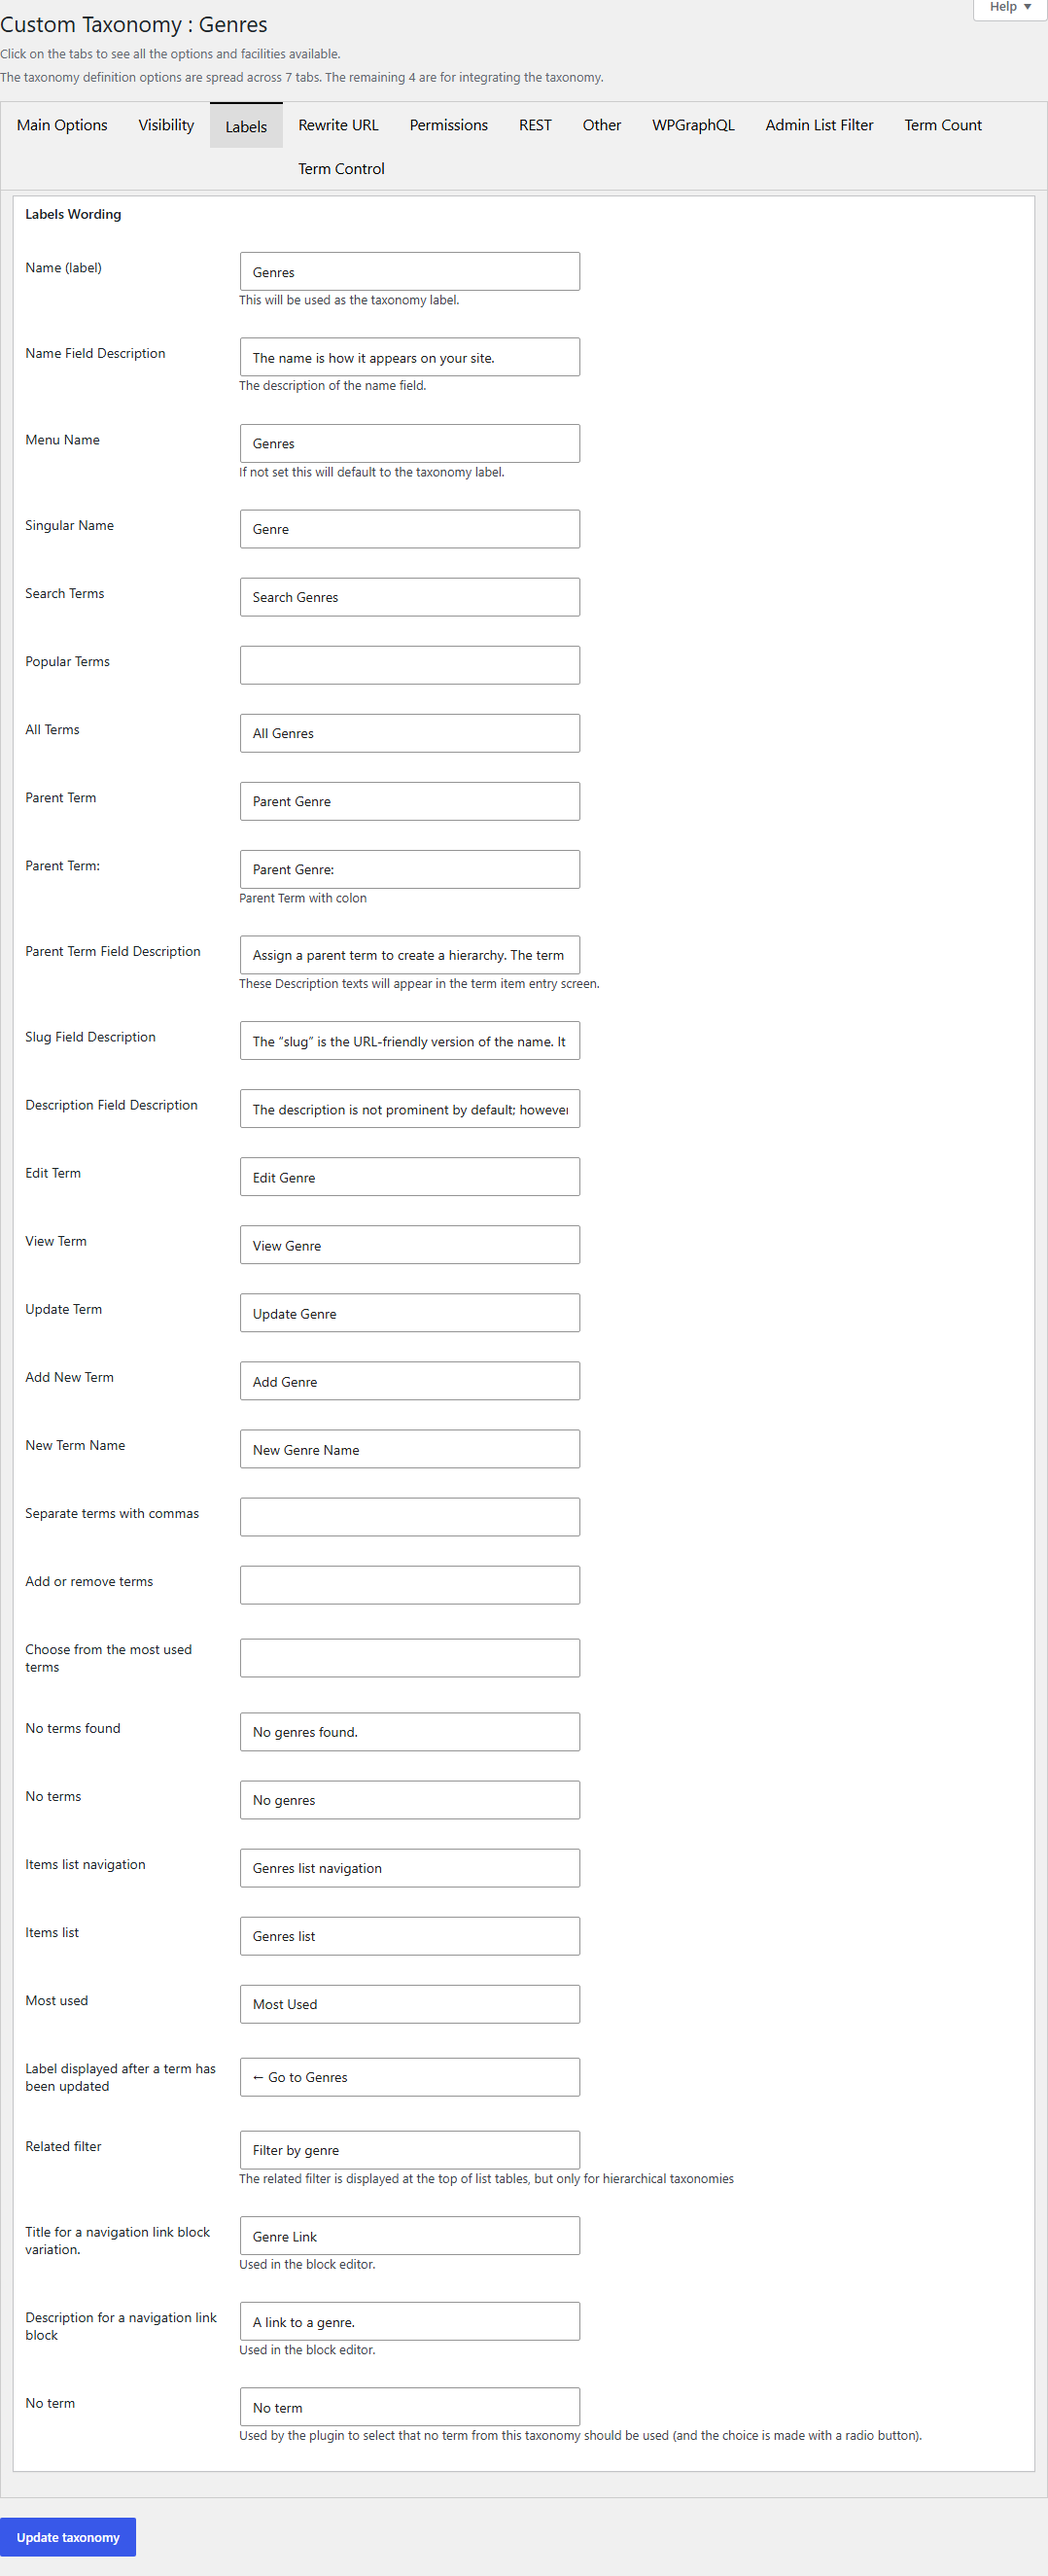 Help ▼
Custom Taxonomy : Genres
Click on the tabs to see all the options and facilities available.
The taxonomy definition options are spread across 7 tabs. The remaining 4 are for integrating the taxonomy.
Main Options Visibility Labels Rewrite URL Permissions REST Other WPGraphQL Admin List Filter Term Count
Term Control
Labels Wording
Name (label) Genres
This will be used as the taxonomy label.
Name Field Description The name is how it appears on your site.
The description of the name field.
Menu Name Genres
If not set this will default to the taxonomy label.
Singular Name Genre
Search Terms Search Genres
Popular Terms
All Terms All Genres
Parent Term Parent Genre
Parent Term: Parent Genre:
Parent Term with colon
Parent Term Field Description Assign a parent term to create a hierarchy. The term
These Description texts will appear in the term item entry screen.
Slug Field Description The “slug” is the URL-friendly version of the name. It
Description Field Description The description is not prominent by default; however
Edit Term Edit Genre
View Term View Genre
Update Term Update Genre
Add New Term Add Genre
New Term Name New Genre Name
Separate terms with commas
Add or remove terms
Choose from the most used
terms
No terms found No genres found.
No terms No genres
Items list navigation Genres list navigation
Items list Genres list
Most used Most Used
Label displayed after a term has
been updated
← Go to Genres
Related filter Filter by genre
The related filter is displayed at the top of list tables, but only for hierarchical taxonomies
Title for a navigation link block
variation.
Genre Link
Used in the block editor.
Description for a navigation link
block
A link to a genre.
Used in the block editor.
No term No term
Used by the plugin to select that no term from this taxonomy should be used (and the choice is made with a radio button).
Update taxonomy